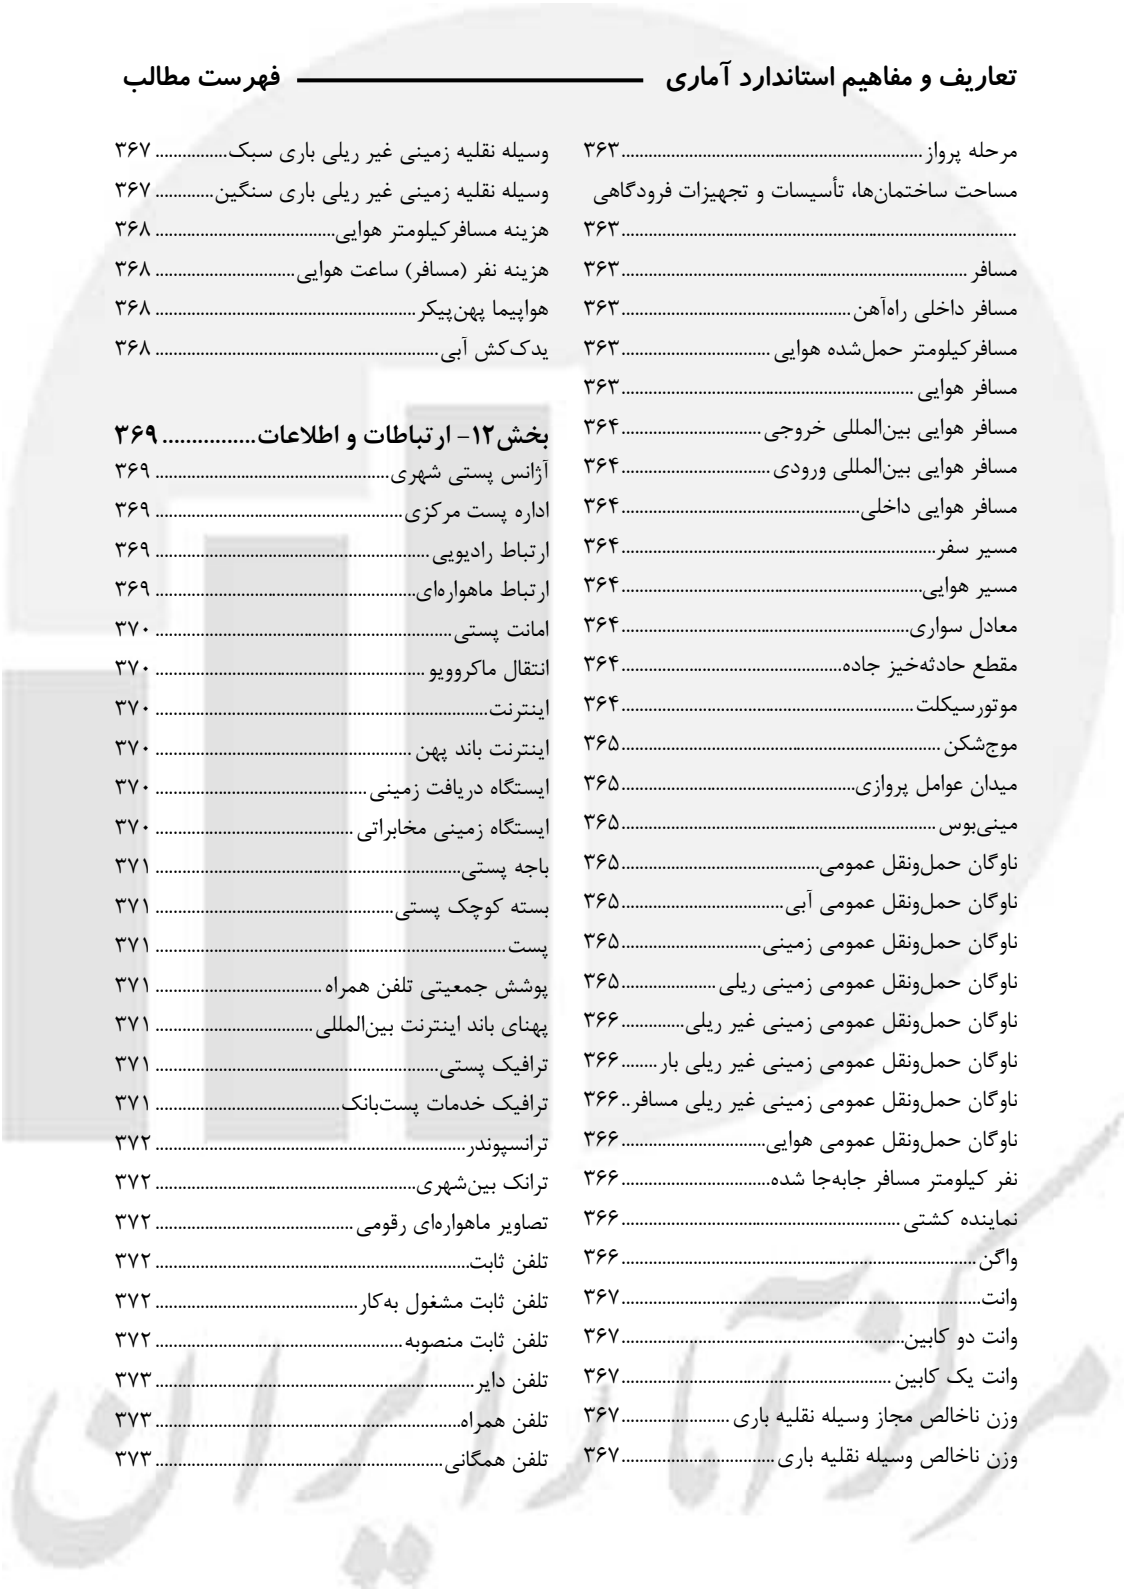 تعاریف و مفاهیم استاندارد آماری فهرست مطالب
مرحله پرواز ۳۶۳
مساحت ساختمان‌ها، تأسیسات و تجهیزات فرودگاهی
۳۶۳
مسافر ۳۶۳
مسافر داخلی راه‌آهن ۳۶۳
مسافرکیلومتر حمل‌شده هوایی ۳۶۳
مسافر هوایی ۳۶۳
مسافر هوایی بین‌المللی خروجی ۳۶۴
مسافر هوایی بین‌المللی ورودی ۳۶۴
مسافر هوایی داخلی ۳۶۴
مسیر سفر ۳۶۴
مسیر هوایی ۳۶۴
معادل سواری ۳۶۴
مقطع حادثه‌خیز جاده ۳۶۴
موتورسیکلت ۳۶۴
موج‌شکن ۳۶۵
میدان عوامل پروازی ۳۶۵
مینی‌بوس ۳۶۵
ناوگان حمل‌ونقل عمومی ۳۶۵
ناوگان حمل‌ونقل عمومی آبی ۳۶۵
ناوگان حمل‌ونقل عمومی زمینی ۳۶۵
ناوگان حمل‌ونقل عمومی زمینی ریلی ۳۶۵
ناوگان حمل‌ونقل عمومی زمینی غیر ریلی ۳۶۶
ناوگان حمل‌ونقل عمومی زمینی غیر ریلی بار ۳۶۶
ناوگان حمل‌ونقل عمومی زمینی غیر ریلی مسافر ۳۶۶
ناوگان حمل‌ونقل عمومی هوایی ۳۶۶
نفر کیلومتر مسافر جابه‌جا شده ۳۶۶
نماینده کشتی ۳۶۶
واگن ۳۶۶
وانت ۳۶۷
وانت دو کابین ۳۶۷
وانت یک کابین ۳۶۷
وزن ناخالص مجاز وسیله نقلیه باری ۳۶۷
وزن ناخالص وسیله نقلیه باری ۳۶۷
وسیله نقلیه زمینی غیر ریلی باری سبک ۳۶۷
وسیله نقلیه زمینی غیر ریلی باری سنگین ۳۶۷
هزینه مسافرکیلومتر هوایی ۳۶۸
هزینه نفر (مسافر) ساعت هوایی ۳۶۸
هواپیما پهن‌پیکر ۳۶۸
یدک‌کش آبی ۳۶۸
بخش۱۲- ارتباطات و اطلاعات ۳۶۹
آژانس پستی شهری ۳۶۹
اداره پست مرکزی ۳۶۹
ارتباط رادیویی ۳۶۹
ارتباط ماهواره‌ای ۳۶۹
امانت پستی ۳۷۰
انتقال ماکروویو ۳۷۰
اینترنت ۳۷۰
اینترنت باند پهن ۳۷۰
ایستگاه دریافت زمینی ۳۷۰
ایستگاه زمینی مخابراتی ۳۷۰
باجه پستی ۳۷۱
بسته کوچک پستی ۳۷۱
پست ۳۷۱
پوشش جمعیتی تلفن همراه ۳۷۱
پهنای باند اینترنت بین‌المللی ۳۷۱
ترافیک پستی ۳۷۱
ترافیک خدمات پست‌بانک ۳۷۱
ترانسپوندر ۳۷۲
ترانک بین‌شهری ۳۷۲
تصاویر ماهواره‌ای رقومی ۳۷۲
تلفن ثابت ۳۷۲
تلفن ثابت مشغول به‌کار ۳۷۲
تلفن ثابت منصوبه ۳۷۲
تلفن دایر ۳۷۳
تلفن همراه ۳۷۳
تلفن همگانی ۳۷۳
مرکز آمار ایران